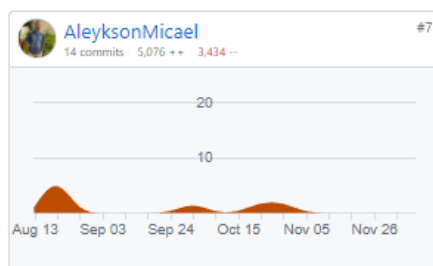 AleyksonMicael #7
14 commits 5,076 ++ 3,434 --
20
10
Aug 13 Sep 03 Sep 24 Oct 15 Nov 05 Nov 26